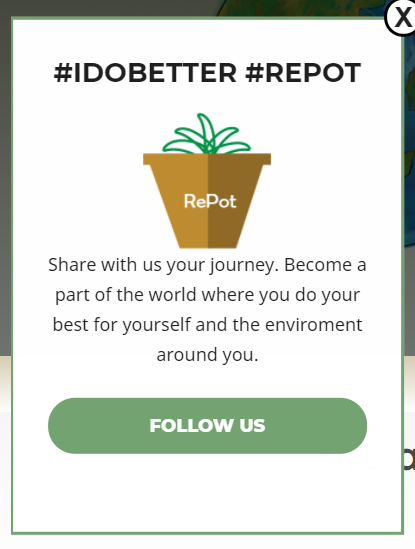 X
#IDOBETTER #REPOT
RePot
Share with us your journey. Become a
part of the world where you do your
best for yourself and the enviroment
around you.
FOLLOW US